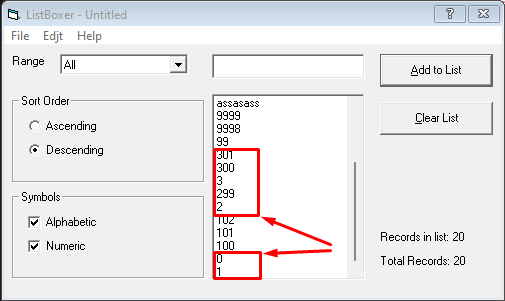 ListBoxer - Untitled
File Edjt Help
Range
All
Add to List
Sort Order
Ascending
Descending
Clear List
assasass
9999
9998
99
301
300
3
299
2
102
101
100
0
1
Symbols
Alphabetic
Numeric
Records in list: 20
Total Records: 20